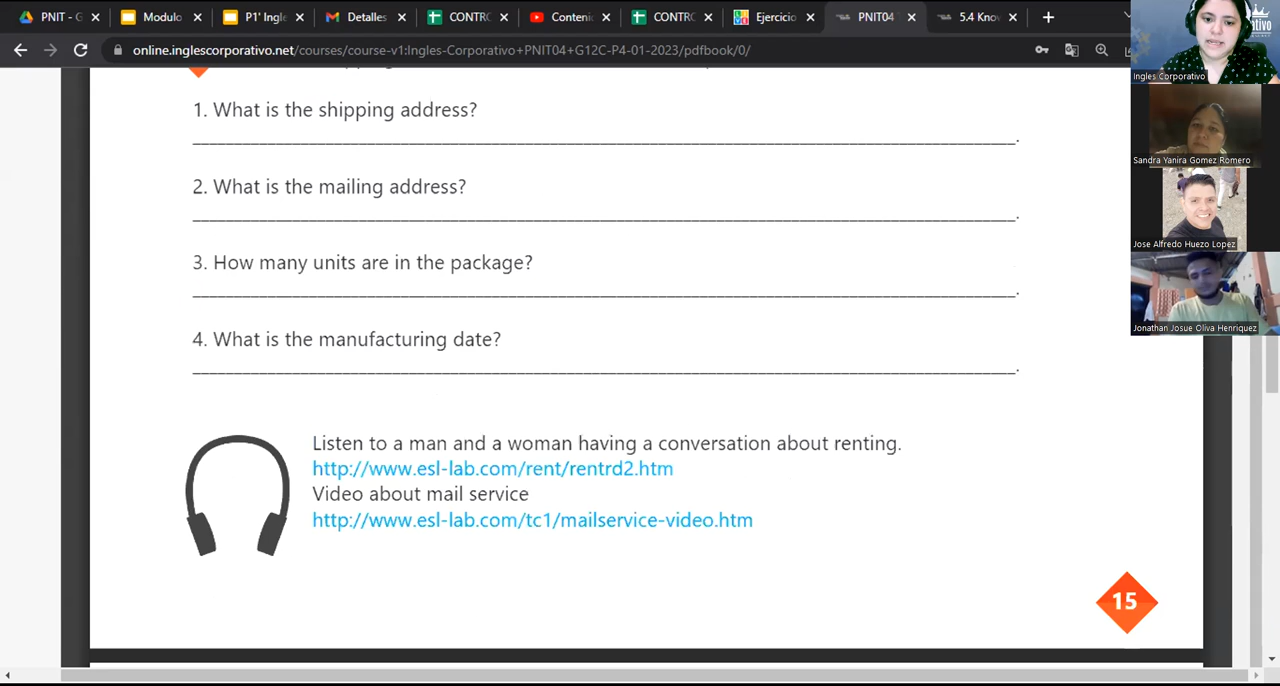 PNIT - G
Modulo
P1' Ingle
Detalles
CONTRO
Conteni
CONTRO
Ejercicio
PNIT04
5.4 Kno
online.inglescorporativo.net/courses/course-v1:Ingles-Corporativo+PNIT04+G12C-P4-01-2023/pdfbook/0/
Ingles Corporativo
Sandra Yanira Gomez Romero
Jose Alfredo Huezo Lopez
Jonathan Josue Oliva Henriquez
1. What is the shipping address?
2. What is the mailing address?
3. How many units are in the package?
4. What is the manufacturing date?
Listen to a man and a woman having a conversation about renting.
http://www.esl-lab.com/rent/rentrd2.htm
Video about mail service
http://www.esl-lab.com/tc1/mailservice-video.htm
15